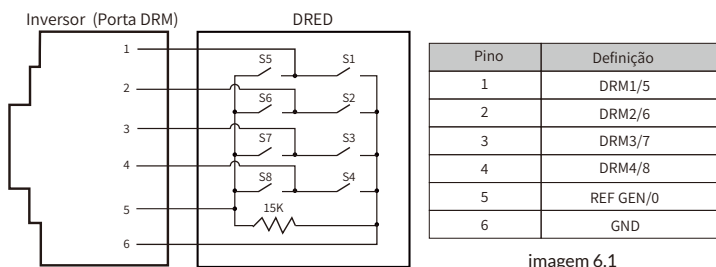 Inversor (Porta DRM)
DRED
1
2
3
4
5
6
S5
S1
S6
S2
S7
S3
S8
S4
15K
Pino Definição
1 DRM1/5
2 DRM2/6
3 DRM3/7
4 DRM4/8
5 REF GEN/0
6 GND
imagem 6.1